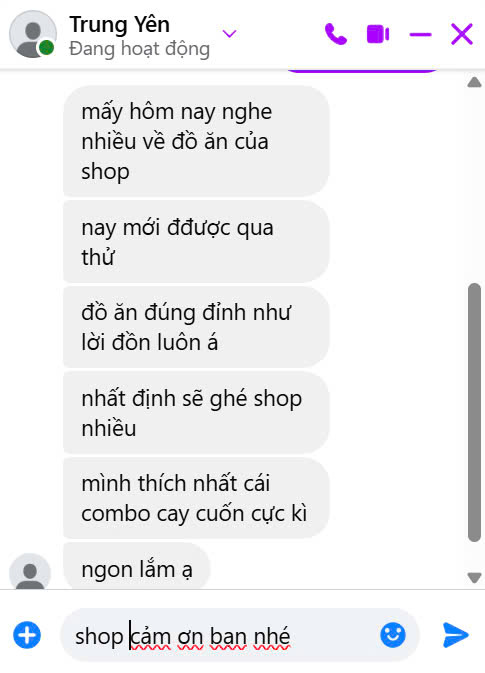 Trung Yên
Đang hoạt động
mấy hôm nay nghe
nhiều về đồ ăn của
shop
nay mới đđược qua
thử
đồ ăn đúng đỉnh như
lời đồn luôn á
nhất định sẽ ghé shop
nhiều
mình thích nhất cái
combo cay cuốn cực kì
ngon lắm ạ
shop cảm ơn bạn nhé